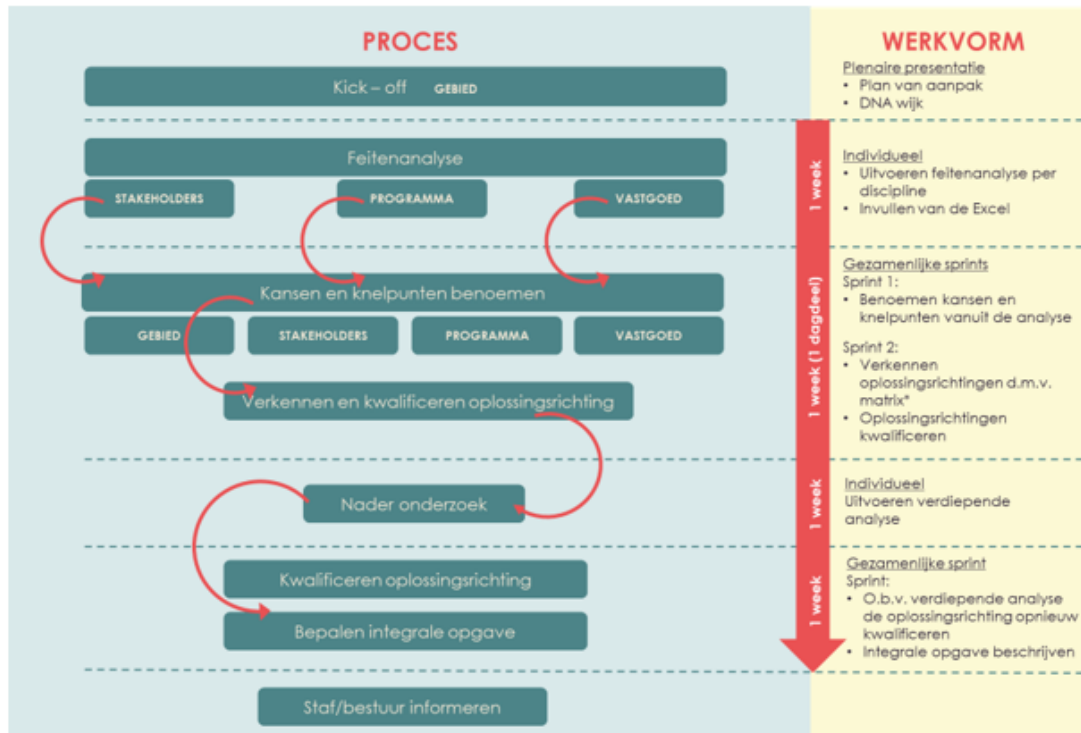 PROCES
Kick – off GEBIED
Feitenanalyse
STAKEHOLDERS
PROGRAMMA
VASTGOED
Kansen en knelpunten benoemen
GEBIED
STAKEHOLDERS
PROGRAMMA
VASTGOED
Verkennen en kwalificeren oplossingsrichting
Nader onderzoek
Kwalificeren oplossingsrichting
Bepalen integrale opgave
Staf/bestuur informeren
1 week
1 week (1 dagdeel)
1 week
1 week
WERKVORM
Plenaire presentatie
• Plan van aanpak
• DNA wijk
Individueel
• Uitvoeren feitenanalyse per
discipline
• Invullen van de Excel
Gezamenlijke sprints
Sprint 1:
• Benoemen kansen en
knelpunten vanuit de analyse
Sprint 2:
• Verkennen
oplossingsrichtingen d.m.v.
matrix*
• Oplossingsrichtingen
kwalificeren
Individueel
Uitvoeren verdiepende
analyse
Gezamenlijke sprint
Sprint:
• O.b.v. verdiepende analyse
de oplossingsrichting opnieuw
kwalificeren
• Integrale opgave beschrijven